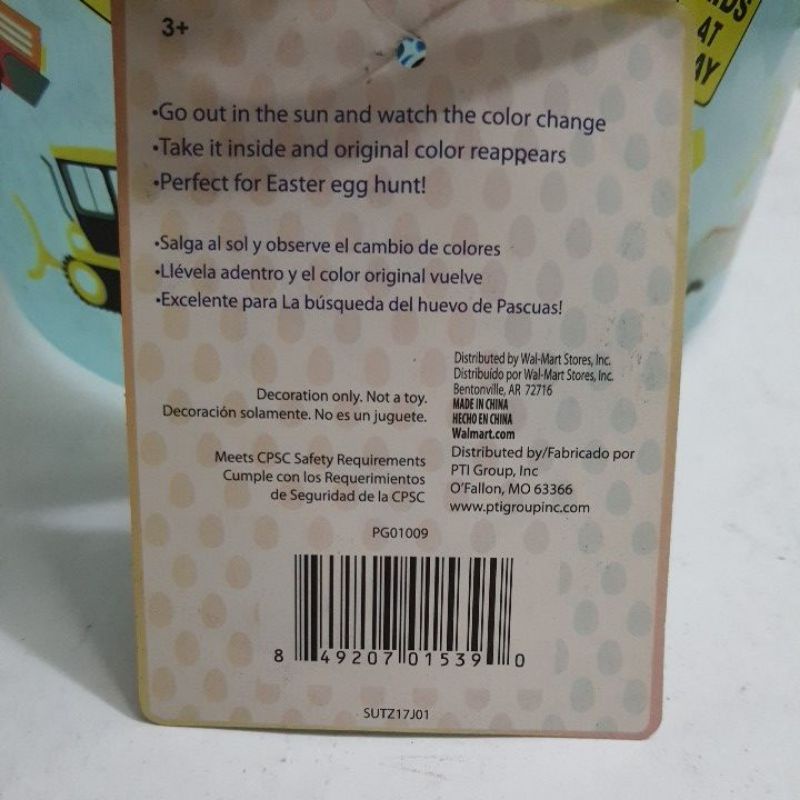 3+
AT
•Go out in the sun and watch the color change
•Take it inside and original color reappears
•Perfect for Easter egg hunt!
•Salga al sol y observe el cambio de colores
•Llévela adentro y el color original vuelve
•Excelente para La búsqueda del huevo de Pascuas!
Decoration only. Not a toy.
Decoración solamente. No es un juguete.
Meets CPSC Safety Requirements
Cumple con los Requerimientos
de Seguridad de la CPSC
Distributed by Wal-Mart Stores, Inc.
Distribuido por Wal-Mart Stores, Inc.
Bentonville, AR 72716
MADE IN CHINA
HECHO EN CHINA
Walmart.com
Distributed by/Fabricado por
PTI Group, Inc
O'Fallon, MO 63366
www.ptigroupinc.com
PG01009
8 49207 01539 0
SUTZ17J01